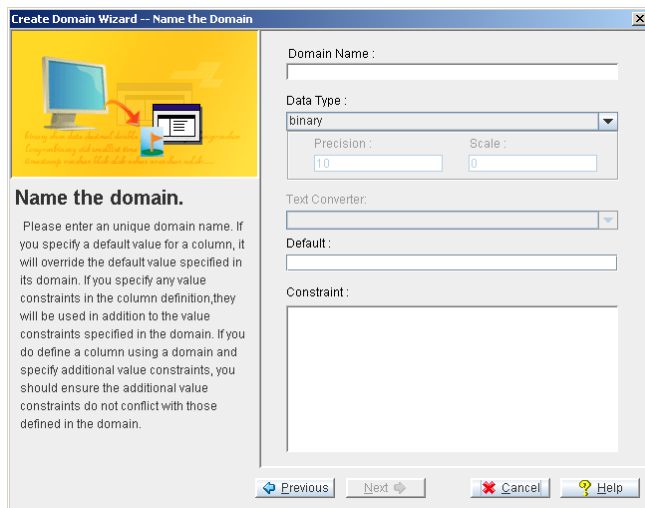 Create Domain Wizard -- Name the Domain
Domain Name :
Data Type :
binary
Precision :
Scale :
10
0
Text Converter:
Default :
Constraint :
Name the domain.
Please enter an unique domain name. If
you specify a default value for a column, it
will override the default value specified in
its domain. If you specify any value
constraints in the column definition,they
will be used in addition to the value
constraints specified in the domain. If you
do define a column using a domain and
specify additional value constraints, you
should ensure the additional value
constraints do not conflict with those
defined in the domain.
Previous
Next
Cancel
Help